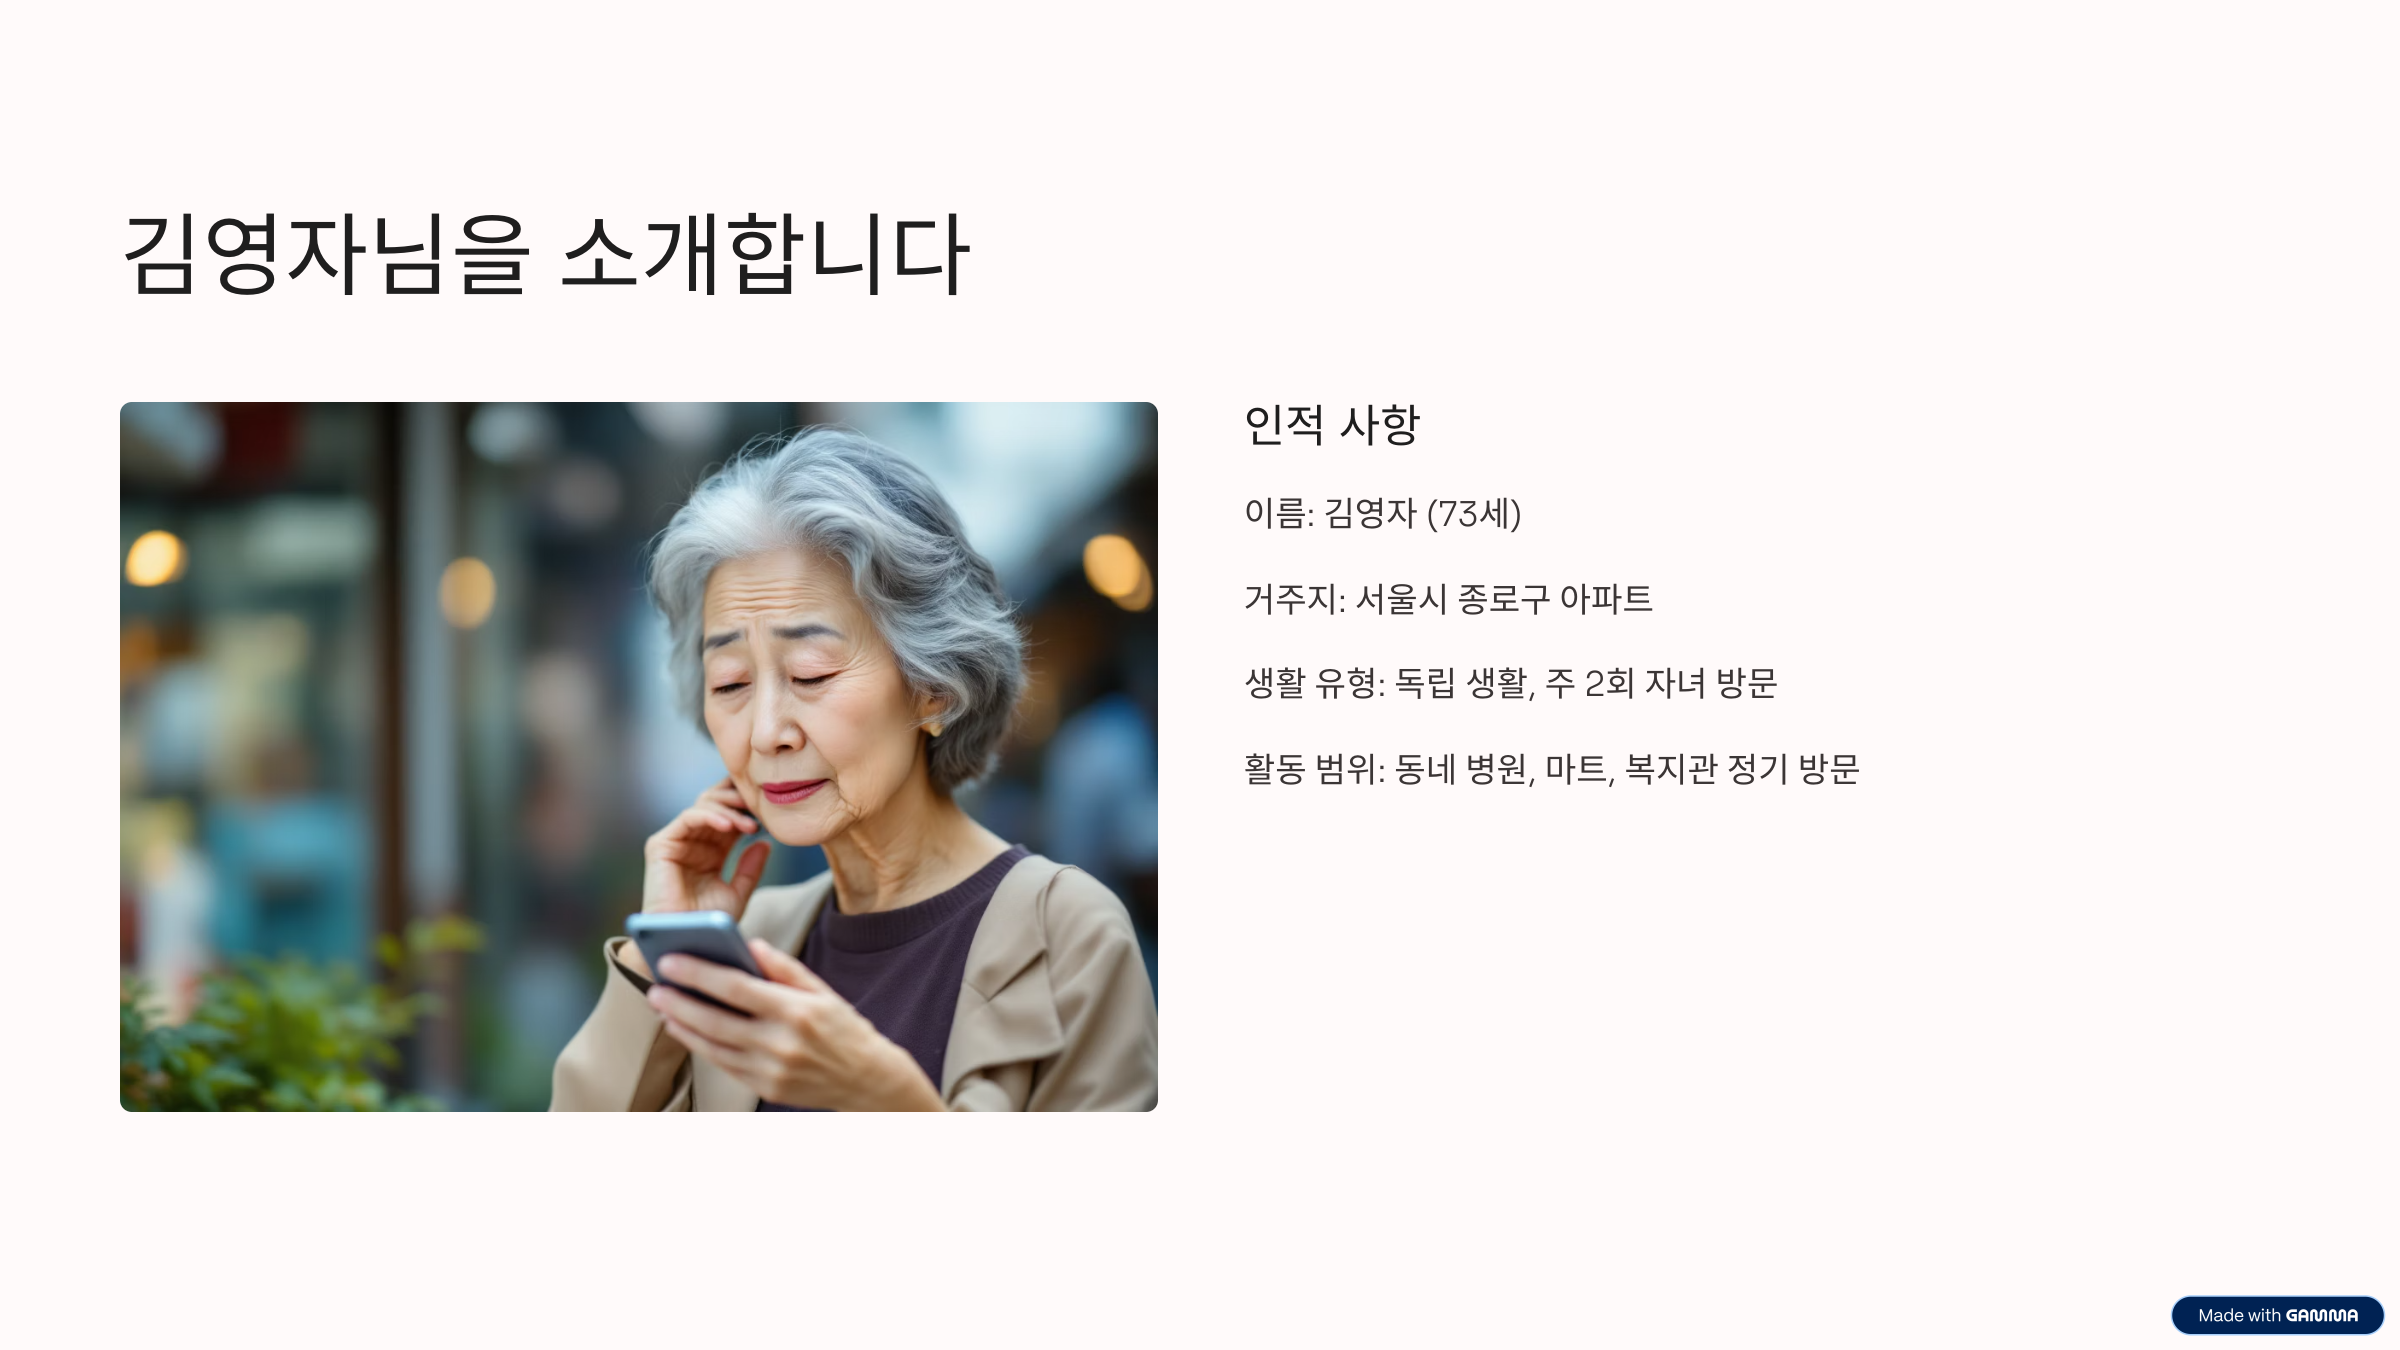 김영자님을 소개합니다
인적 사항
이름: 김영자 (73세)
거주지: 서울시 종로구 아파트
생활 유형: 독립 생활, 주 2회 자녀 방문
활동 범위: 동네 병원, 마트, 복지관 정기 방문
Made with GAMMA